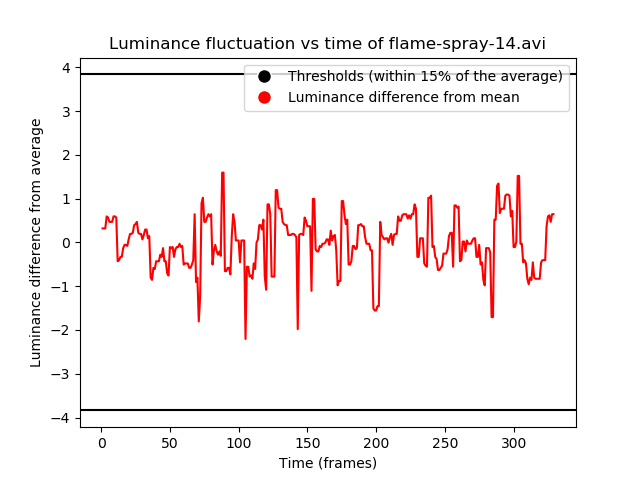 Luminance fluctuation vs time of flame-spray-14.avi
Thresholds (within 15% of the average)
Luminance difference from mean
Luminance difference from average
4
3
2
1
0
−1
−2
−3
−4
0 50 100 150 200 250 300
Time (frames)